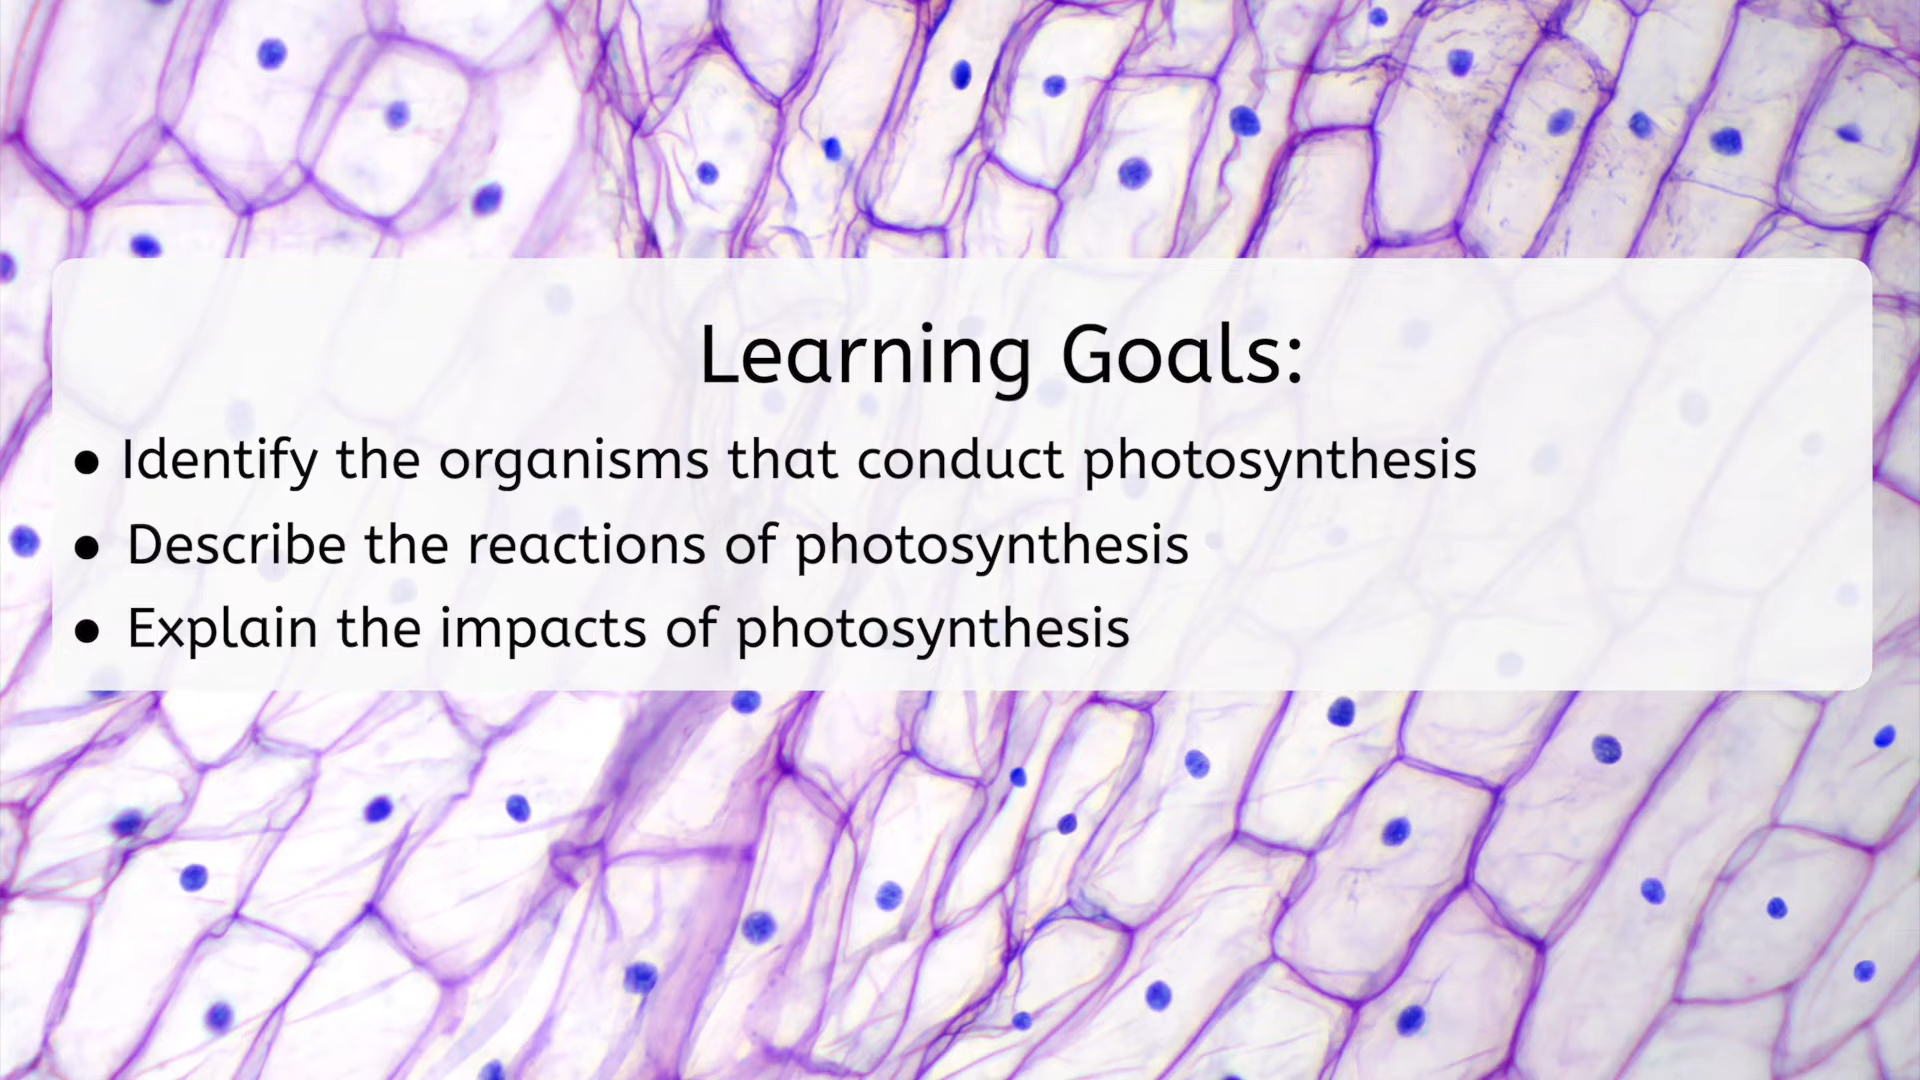 Learning Goals:
● Identify the organisms that conduct photosynthesis
● Describe the reactions of photosynthesis
● Explain the impacts of photosynthesis